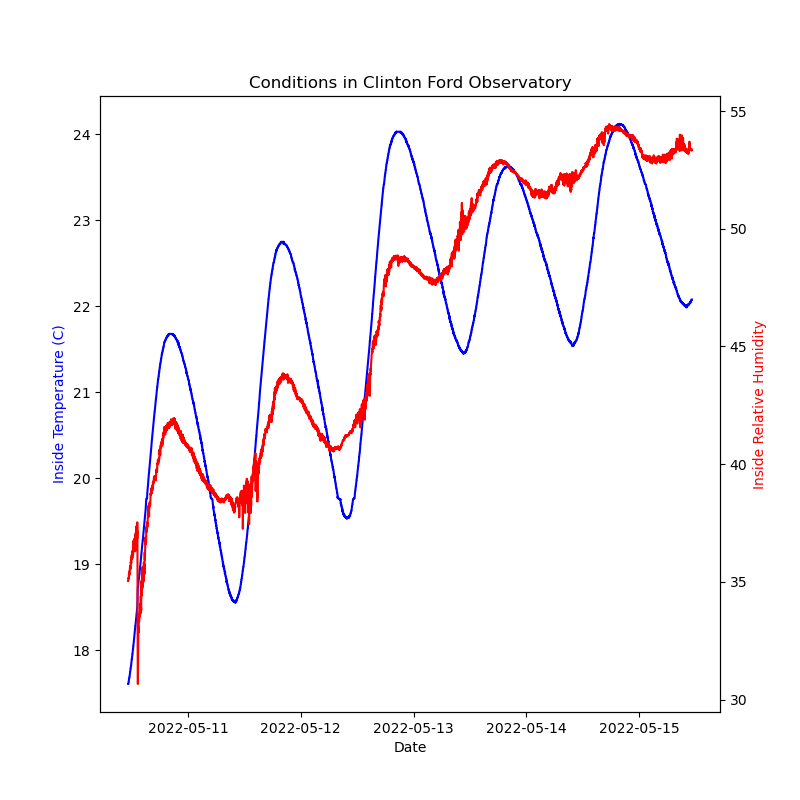 Conditions in Clinton Ford Observatory
24
23
22
21
20
19
18
Inside Temperature (C)
55
50
45
40
35
30
Inside Relative Humidity
2022-05-11 2022-05-12 2022-05-13 2022-05-14 2022-05-15
Date